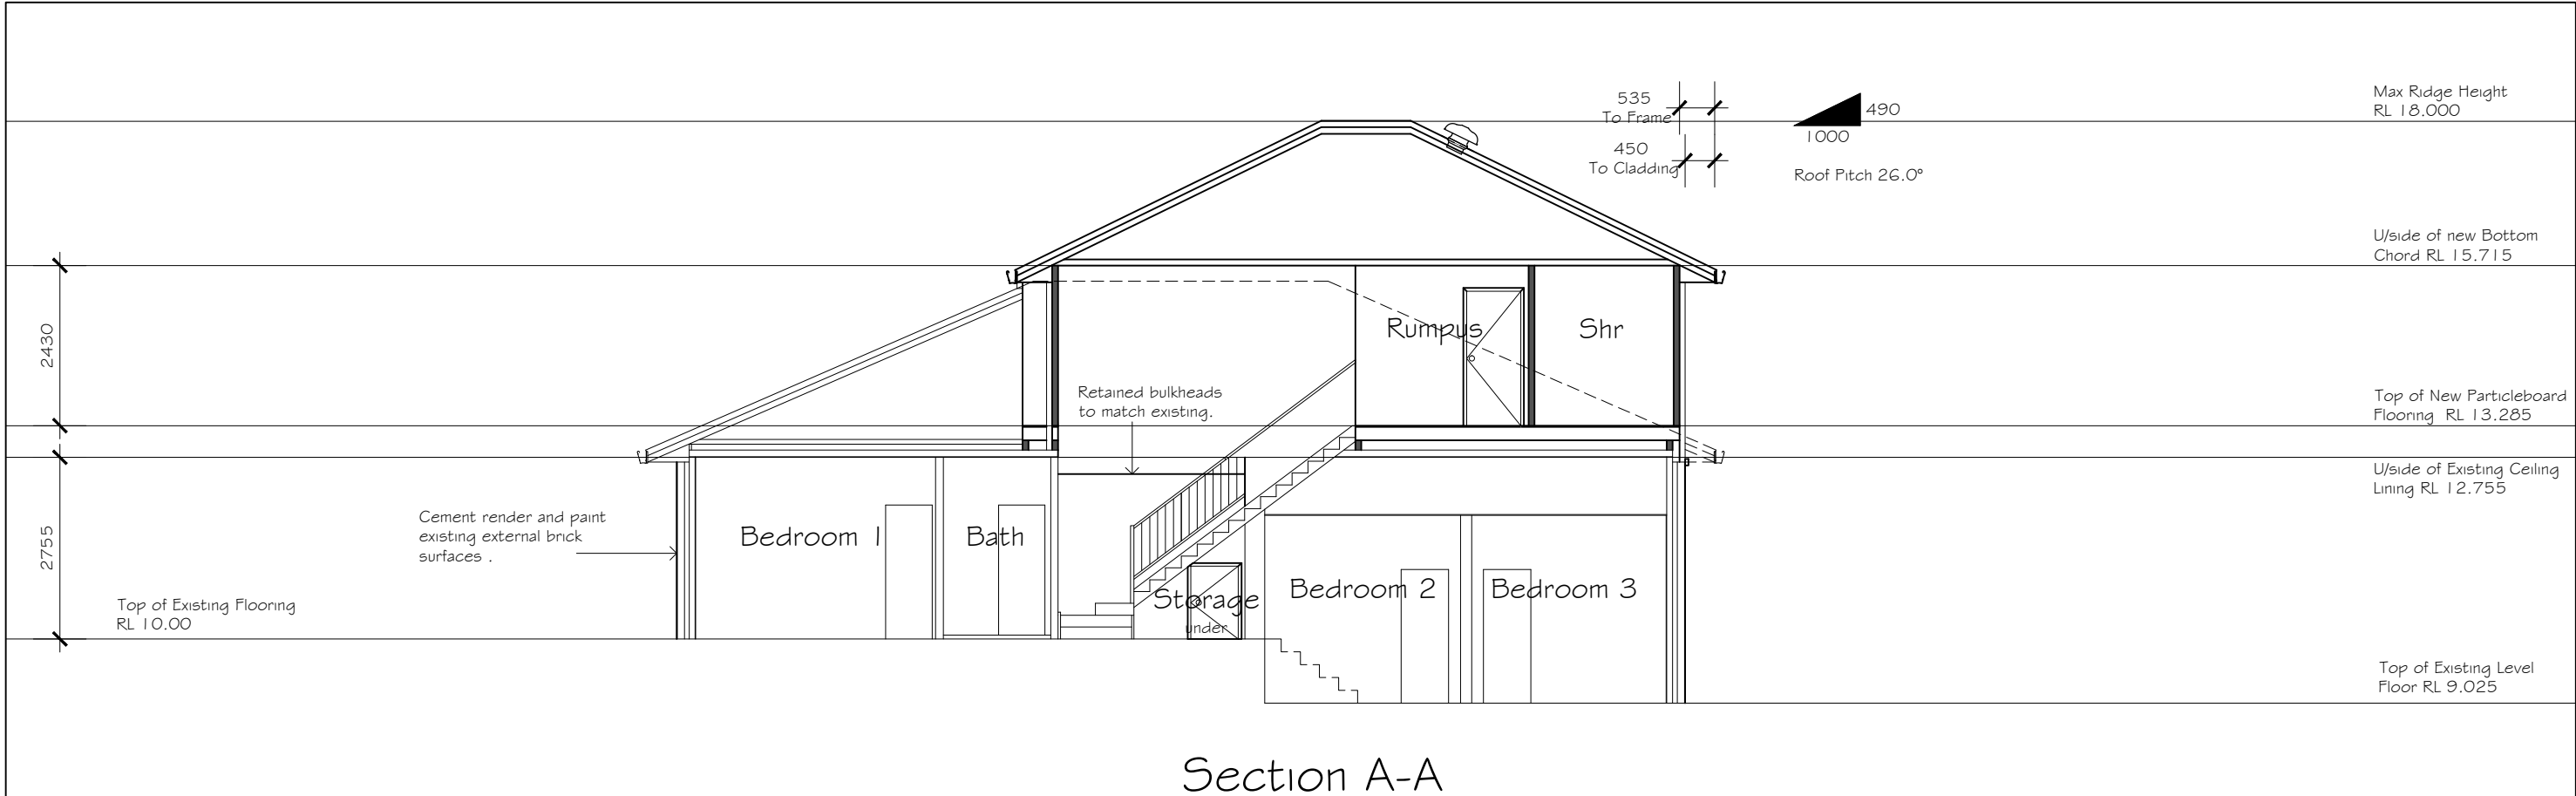 535
To Frame
450
To Cladding
490
1000
Roof Pitch 26.0°
Max Ridge Height
RL 18.000
U/side of new Bottom
Chord RL 15.715
2430
Rumpus
Shr
Retained bulkheads
to match existing.
Top of New Particleboard
Flooring RL 13.285
U/side of Existing Ceiling
Lining RL 12.755
2755
Cement render and paint
existing external brick
surfaces .
Bedroom 1
Bath
Storage
under
Bedroom 2
Bedroom 3
Top of Existing Flooring
RL 10.00
Top of Existing Level
Floor RL 9.025
Section A-A